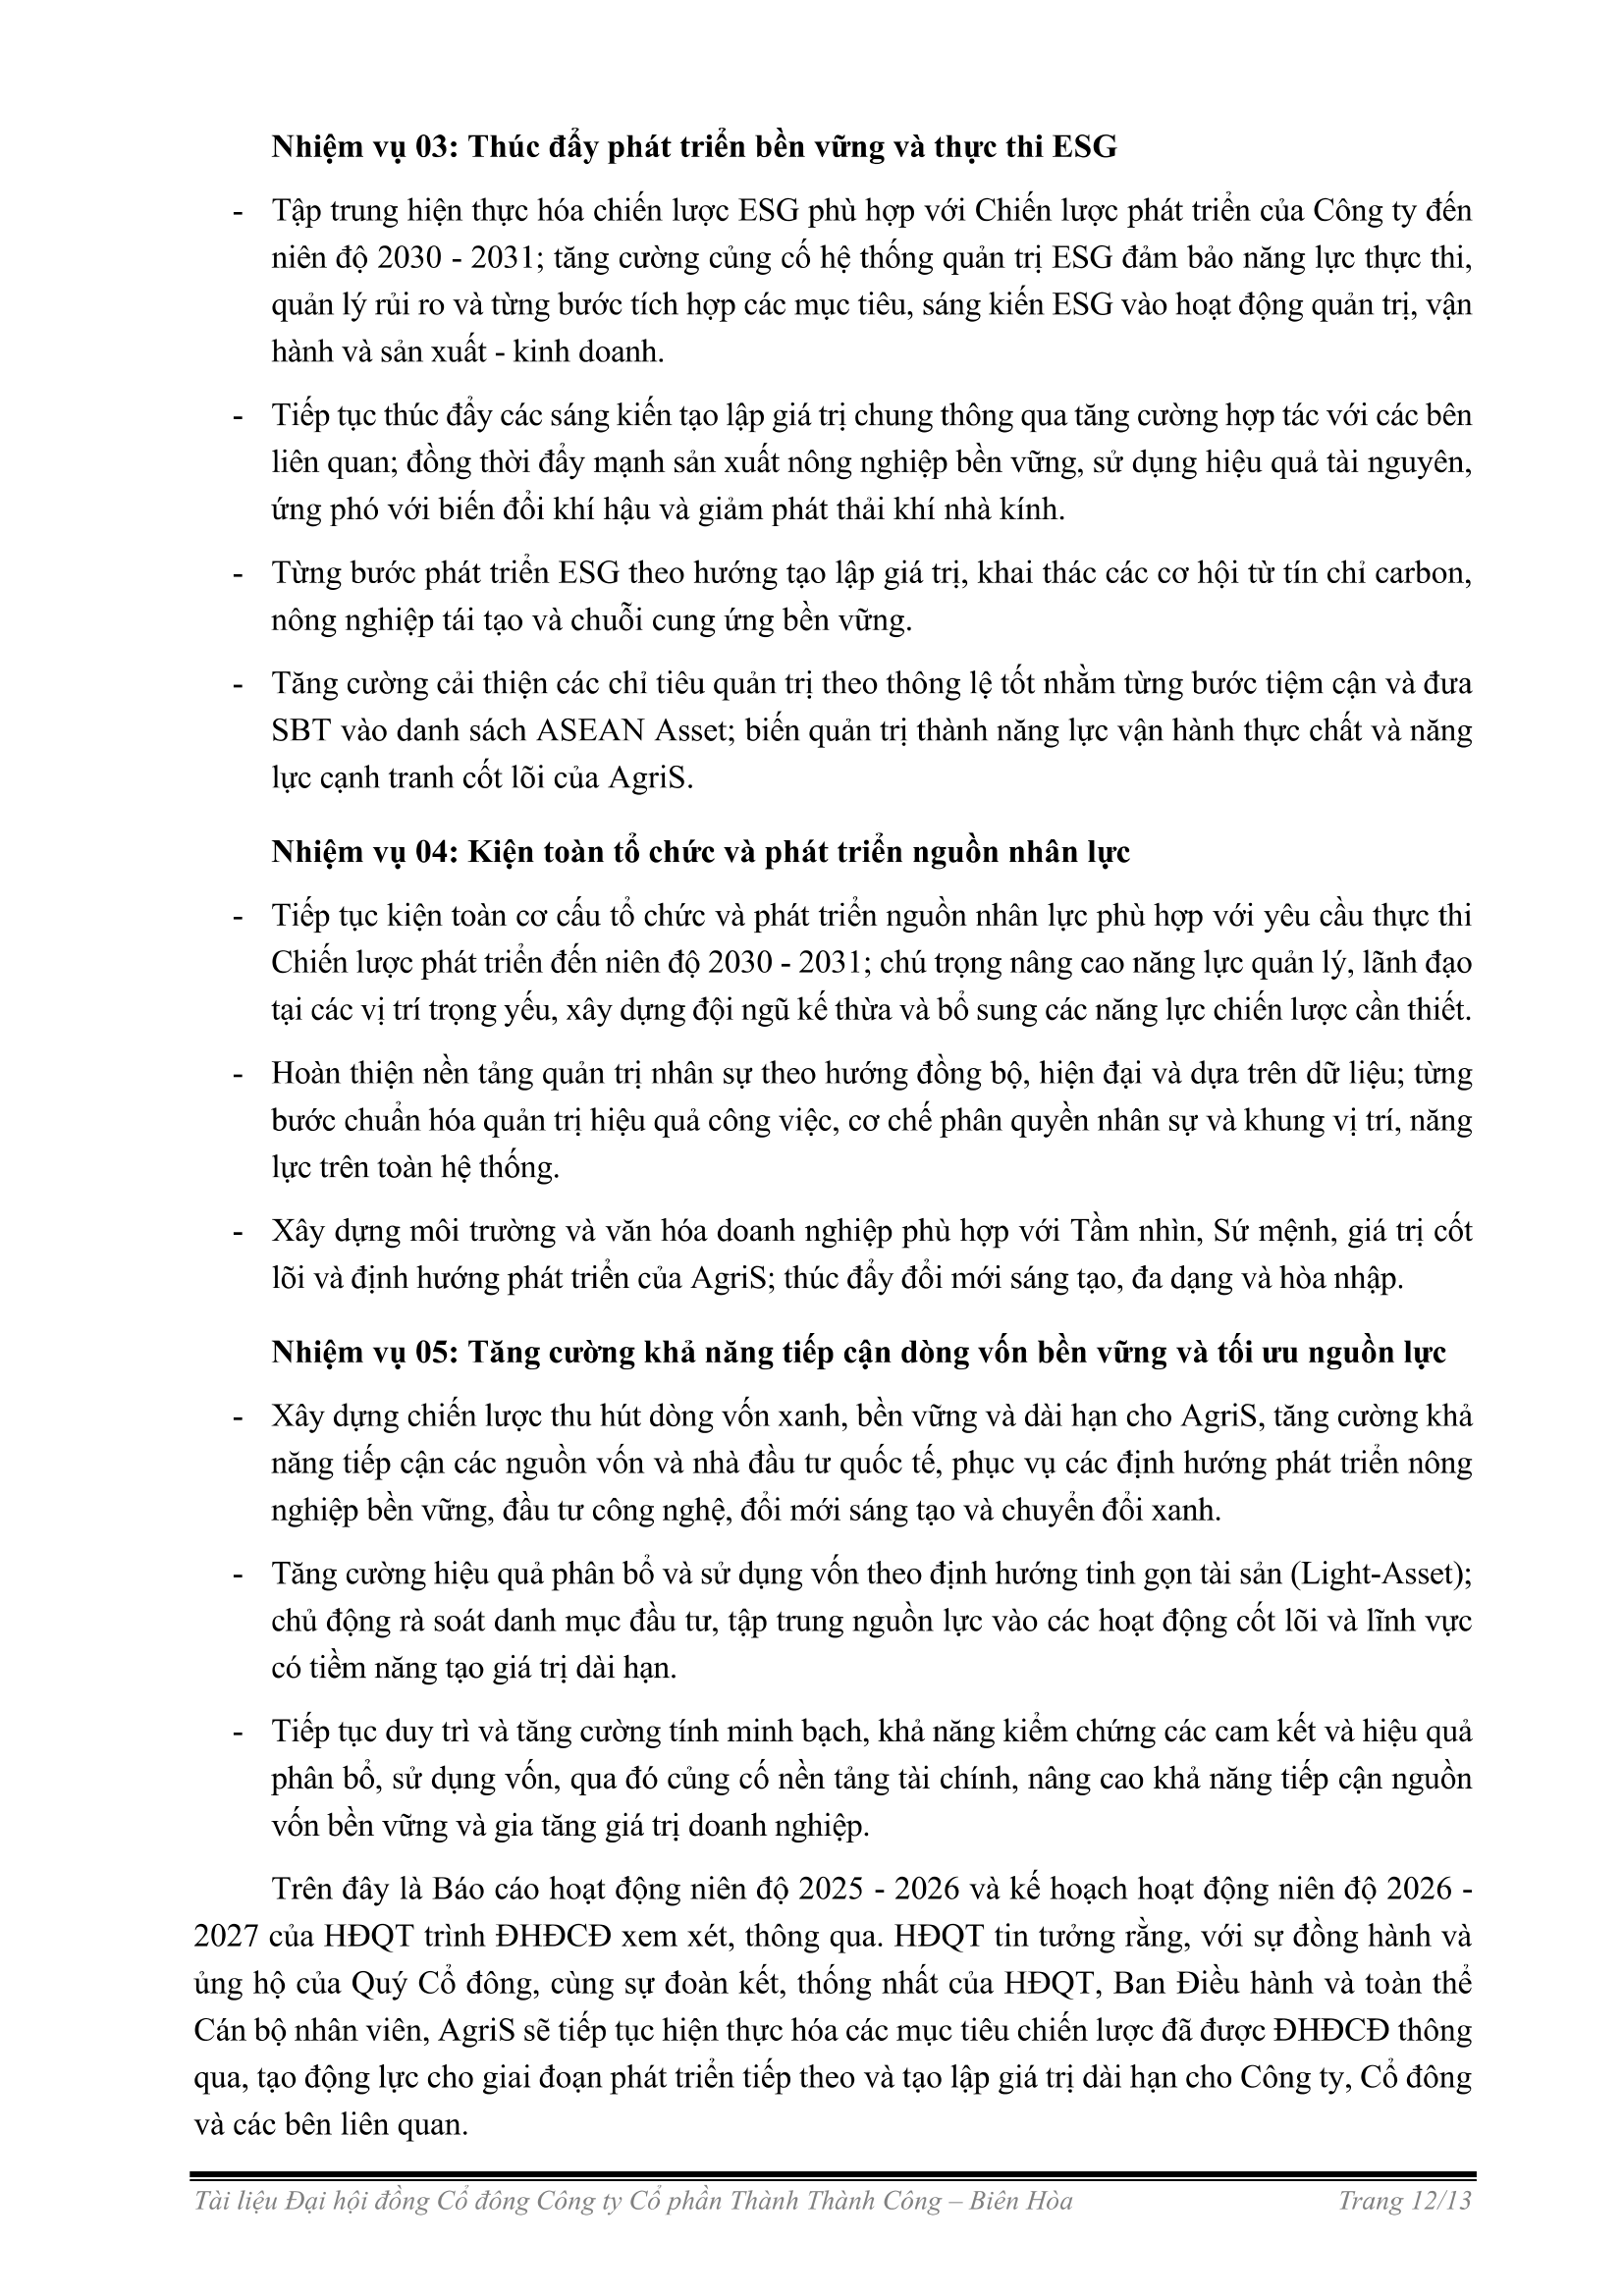 Nhiệm vụ 03: Thúc đẩy phát triển bền vững và thực thi ESG
- Tập trung hiện thực hóa chiến lược ESG phù hợp với Chiến lược phát triển của Công ty đến
niên độ 2030 - 2031; tăng cường củng cố hệ thống quản trị ESG đảm bảo năng lực thực thi,
quản lý rủi ro và từng bước tích hợp các mục tiêu, sáng kiến ESG vào hoạt động quản trị, vận
hành và sản xuất - kinh doanh.
- Tiếp tục thúc đẩy các sáng kiến tạo lập giá trị chung thông qua tăng cường hợp tác với các bên
liên quan; đồng thời đẩy mạnh sản xuất nông nghiệp bền vững, sử dụng hiệu quả tài nguyên,
ứng phó với biến đổi khí hậu và giảm phát thải khí nhà kính.
- Từng bước phát triển ESG theo hướng tạo lập giá trị, khai thác các cơ hội từ tín chỉ carbon,
nông nghiệp tái tạo và chuỗi cung ứng bền vững.
- Tăng cường cải thiện các chỉ tiêu quản trị theo thông lệ tốt nhằm từng bước tiệm cận và đưa
SBT vào danh sách ASEAN Asset; biến quản trị thành năng lực vận hành thực chất và năng
lực cạnh tranh cốt lõi của AgriS.
Nhiệm vụ 04: Kiện toàn tổ chức và phát triển nguồn nhân lực
- Tiếp tục kiện toàn cơ cấu tổ chức và phát triển nguồn nhân lực phù hợp với yêu cầu thực thi
Chiến lược phát triển đến niên độ 2030 - 2031; chú trọng nâng cao năng lực quản lý, lãnh đạo
tại các vị trí trọng yếu, xây dựng đội ngũ kế thừa và bổ sung các năng lực chiến lược cần thiết.
- Hoàn thiện nền tảng quản trị nhân sự theo hướng đồng bộ, hiện đại và dựa trên dữ liệu; từng
bước chuẩn hóa quản trị hiệu quả công việc, cơ chế phân quyền nhân sự và khung vị trí, năng
lực trên toàn hệ thống.
- Xây dựng môi trường và văn hóa doanh nghiệp phù hợp với Tầm nhìn, Sứ mệnh, giá trị cốt
lõi và định hướng phát triển của AgriS; thúc đẩy đổi mới sáng tạo, đa dạng và hòa nhập.
Nhiệm vụ 05: Tăng cường khả năng tiếp cận dòng vốn bền vững và tối ưu nguồn lực
- Xây dựng chiến lược thu hút dòng vốn xanh, bền vững và dài hạn cho AgriS, tăng cường khả
năng tiếp cận các nguồn vốn và nhà đầu tư quốc tế, phục vụ các định hướng phát triển nông
nghiệp bền vững, đầu tư công nghệ, đổi mới sáng tạo và chuyển đổi xanh.
- Tăng cường hiệu quả phân bổ và sử dụng vốn theo định hướng tinh gọn tài sản (Light-Asset);
chủ động rà soát danh mục đầu tư, tập trung nguồn lực vào các hoạt động cốt lõi và lĩnh vực
có tiềm năng tạo giá trị dài hạn.
- Tiếp tục duy trì và tăng cường tính minh bạch, khả năng kiểm chứng các cam kết và hiệu quả
phân bổ, sử dụng vốn, qua đó củng cố nền tảng tài chính, nâng cao khả năng tiếp cận nguồn
vốn bền vững và gia tăng giá trị doanh nghiệp.
Trên đây là Báo cáo hoạt động niên độ 2025 - 2026 và kế hoạch hoạt động niên độ 2026 -
2027 của HĐQT trình ĐHĐCĐ xem xét, thông qua. HĐQT tin tưởng rằng, với sự đồng hành và
ủng hộ của Quý Cổ đông, cùng sự đoàn kết, thống nhất của HĐQT, Ban Điều hành và toàn thể
Cán bộ nhân viên, AgriS sẽ tiếp tục hiện thực hóa các mục tiêu chiến lược đã được ĐHĐCĐ thông
qua, tạo động lực cho giai đoạn phát triển tiếp theo và tạo lập giá trị dài hạn cho Công ty, Cổ đông
và các bên liên quan.
Tài liệu Đại hội đồng Cổ đông Công ty Cổ phần Thành Thành Công – Biên Hòa Trang 12/13